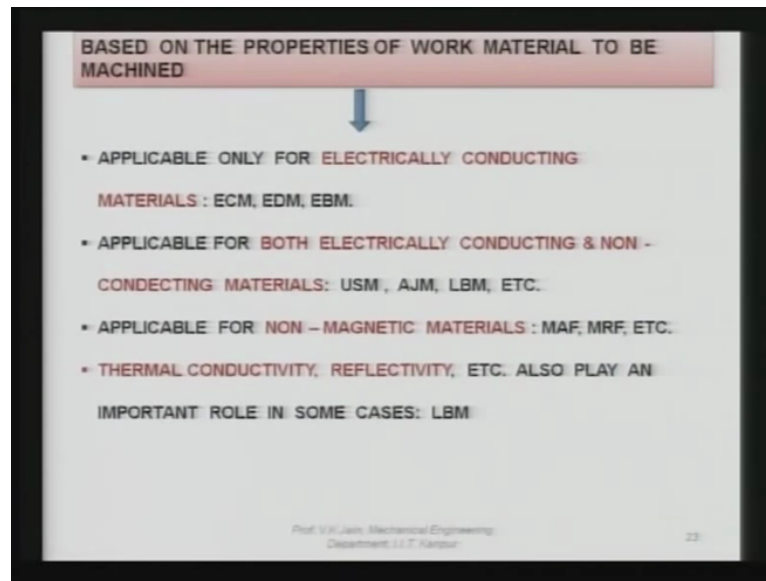 BASED ON THE PROPERTIES OF WORK MATERIAL TO BE
MACHINED
▪ APPLICABLE ONLY FOR ELECTRICALLY CONDUCTING
MATERIALS : ECM, EDM, EBM.
▪ APPLICABLE FOR BOTH ELECTRICALLY CONDUCTING & NON -
CONDECTING MATERIALS: USM , AJM, LBM, ETC.
▪ APPLICABLE FOR NON – MAGNETIC MATERIALS : MAF, MRF, ETC.
▪ THERMAL CONDUCTIVITY, REFLECTIVITY, ETC. ALSO PLAY AN
IMPORTANT ROLE IN SOME CASES: LBM
Prof. V.K.Jain, Mechanical Engineering
Department, I.I.T. Kanpur
23